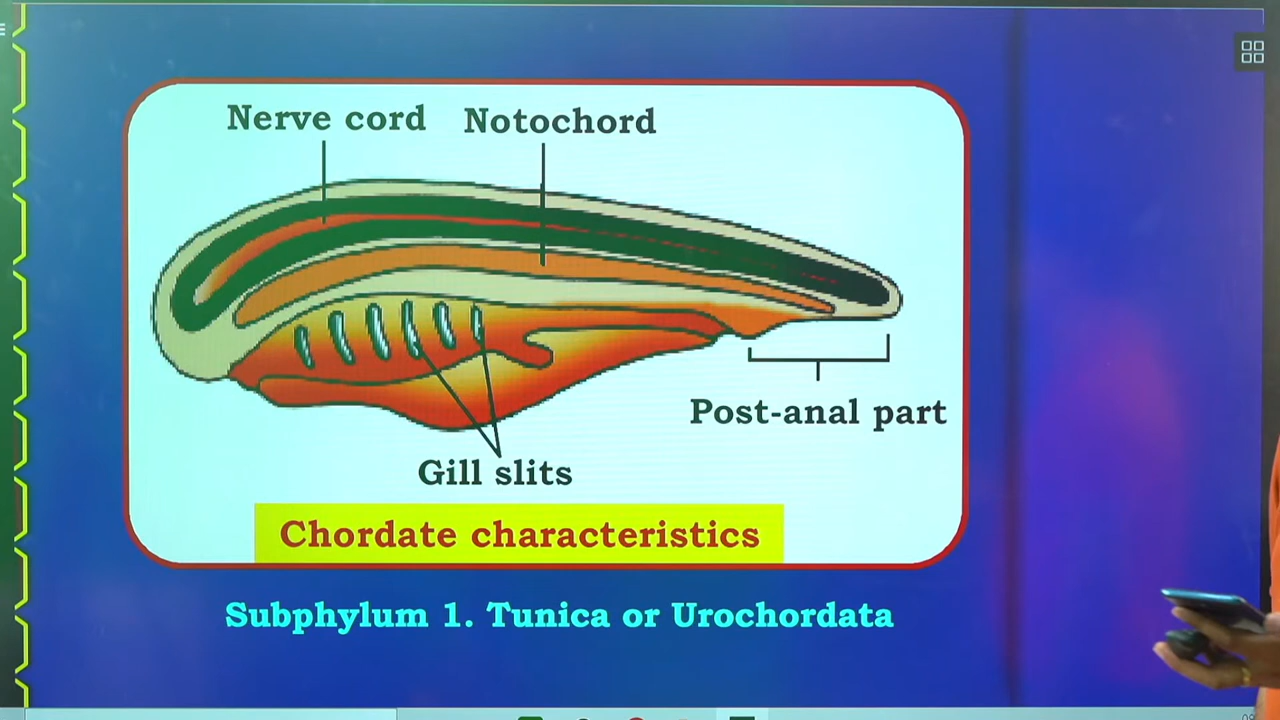 Nerve cord
Notochord
Post-anal part
Gill slits
Chordate characteristics
Subphylum 1. Tunica or Urochordata